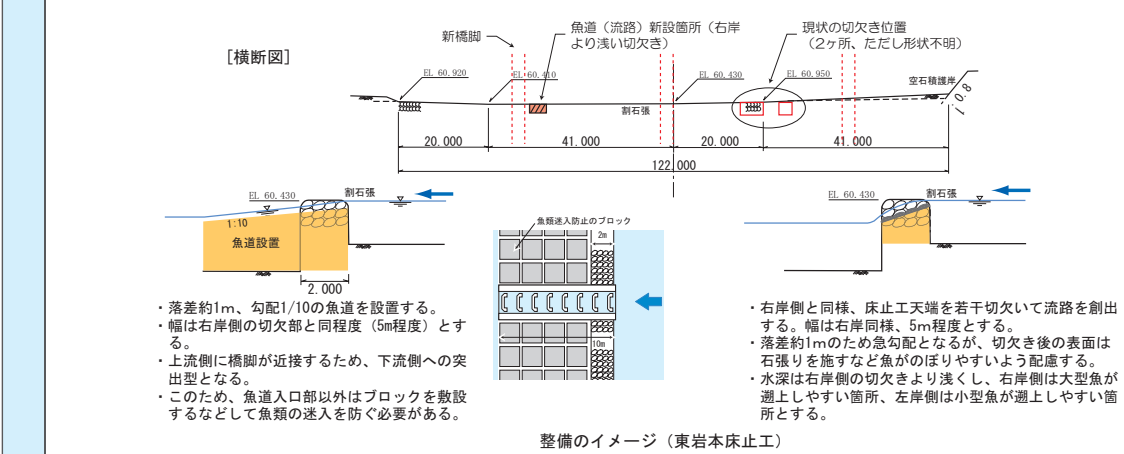 [横断図]
新橋脚
魚道（流路）新設箇所（右岸
より浅い切欠き）
現状の切欠き位置
（2ヶ所、ただし形状不明）
EL 60.920
EL 60.410
EL 60.430
EL 60.950
空石積護岸
割石張
1:0.8
20.000
41.000
20.000
41.000
122.000
EL 60.430
割石張
1:10
魚道設置
2.000
魚類迷入防止のブロック
2m
10m
EL 60.430
割石張
・落差約1m、勾配1/10の魚道を設置する。
・幅は右岸側の切欠部と同程度（5m程度）とす
る。
・上流側に橋脚が近接するため、下流側への突
出型となる。
・このため、魚道入口部以外はブロックを敷設
するなどして魚類の迷入を防ぐ必要がある。
・右岸側と同様、床止工天端を若干切欠いて流路を創出
する。幅は右岸同様、5m程度とする。
・落差約1mのため急勾配となるが、切欠き後の表面は
石張りを施すなど魚がのぼりやすいよう配慮する。
・水深は右岸側の切欠きより浅くし、右岸側は大型魚が
遡上しやすい箇所、左岸側は小型魚が遡上しやすい箇
所とする。
整備のイメージ（東岩本床止工）